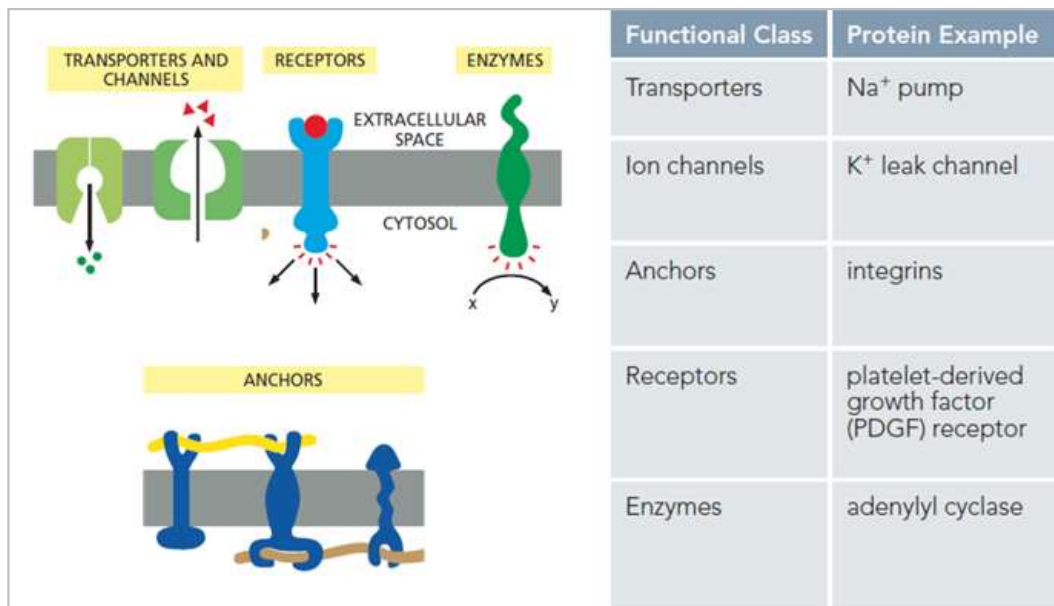 TRANSPORTERS AND
CHANNELS
RECEPTORS
ENZYMES
EXTRACELLULAR
SPACE
CYTOSOL
x
y
ANCHORS
Functional Class
Protein Example
Transporters
Na⁺ pump
Ion channels
K⁺ leak channel
Anchors
integrins
Receptors
platelet-derived
growth factor
(PDGF) receptor
Enzymes
adenylyl cyclase